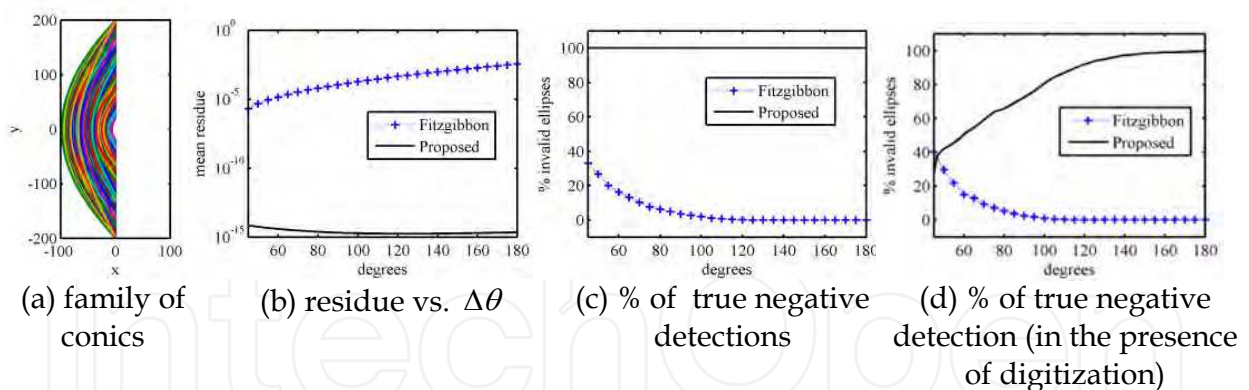 200
100
0
-100
-200
-100 0 100
y
x
10^0
10^-5
10^-16
10^-15
mean residue
Fitzgibbon
Proposed
60 80 100 120 140 160 180
degrees
100
80
60
40
20
0
% invalid ellipses
Fitzgibbon
Proposed
60 80 100 120 140 160 180
degrees
100
80
60
40
20
0
% invalid ellipses
Fitzgibbon
Proposed
60 80 100 120 140 160 180
degrees
(a) family of
conics
(b) residue vs. Δθ
(c) % of true negative
detections
(d) % of true negative
detection (in the presence
of digitization)
IntechOpen